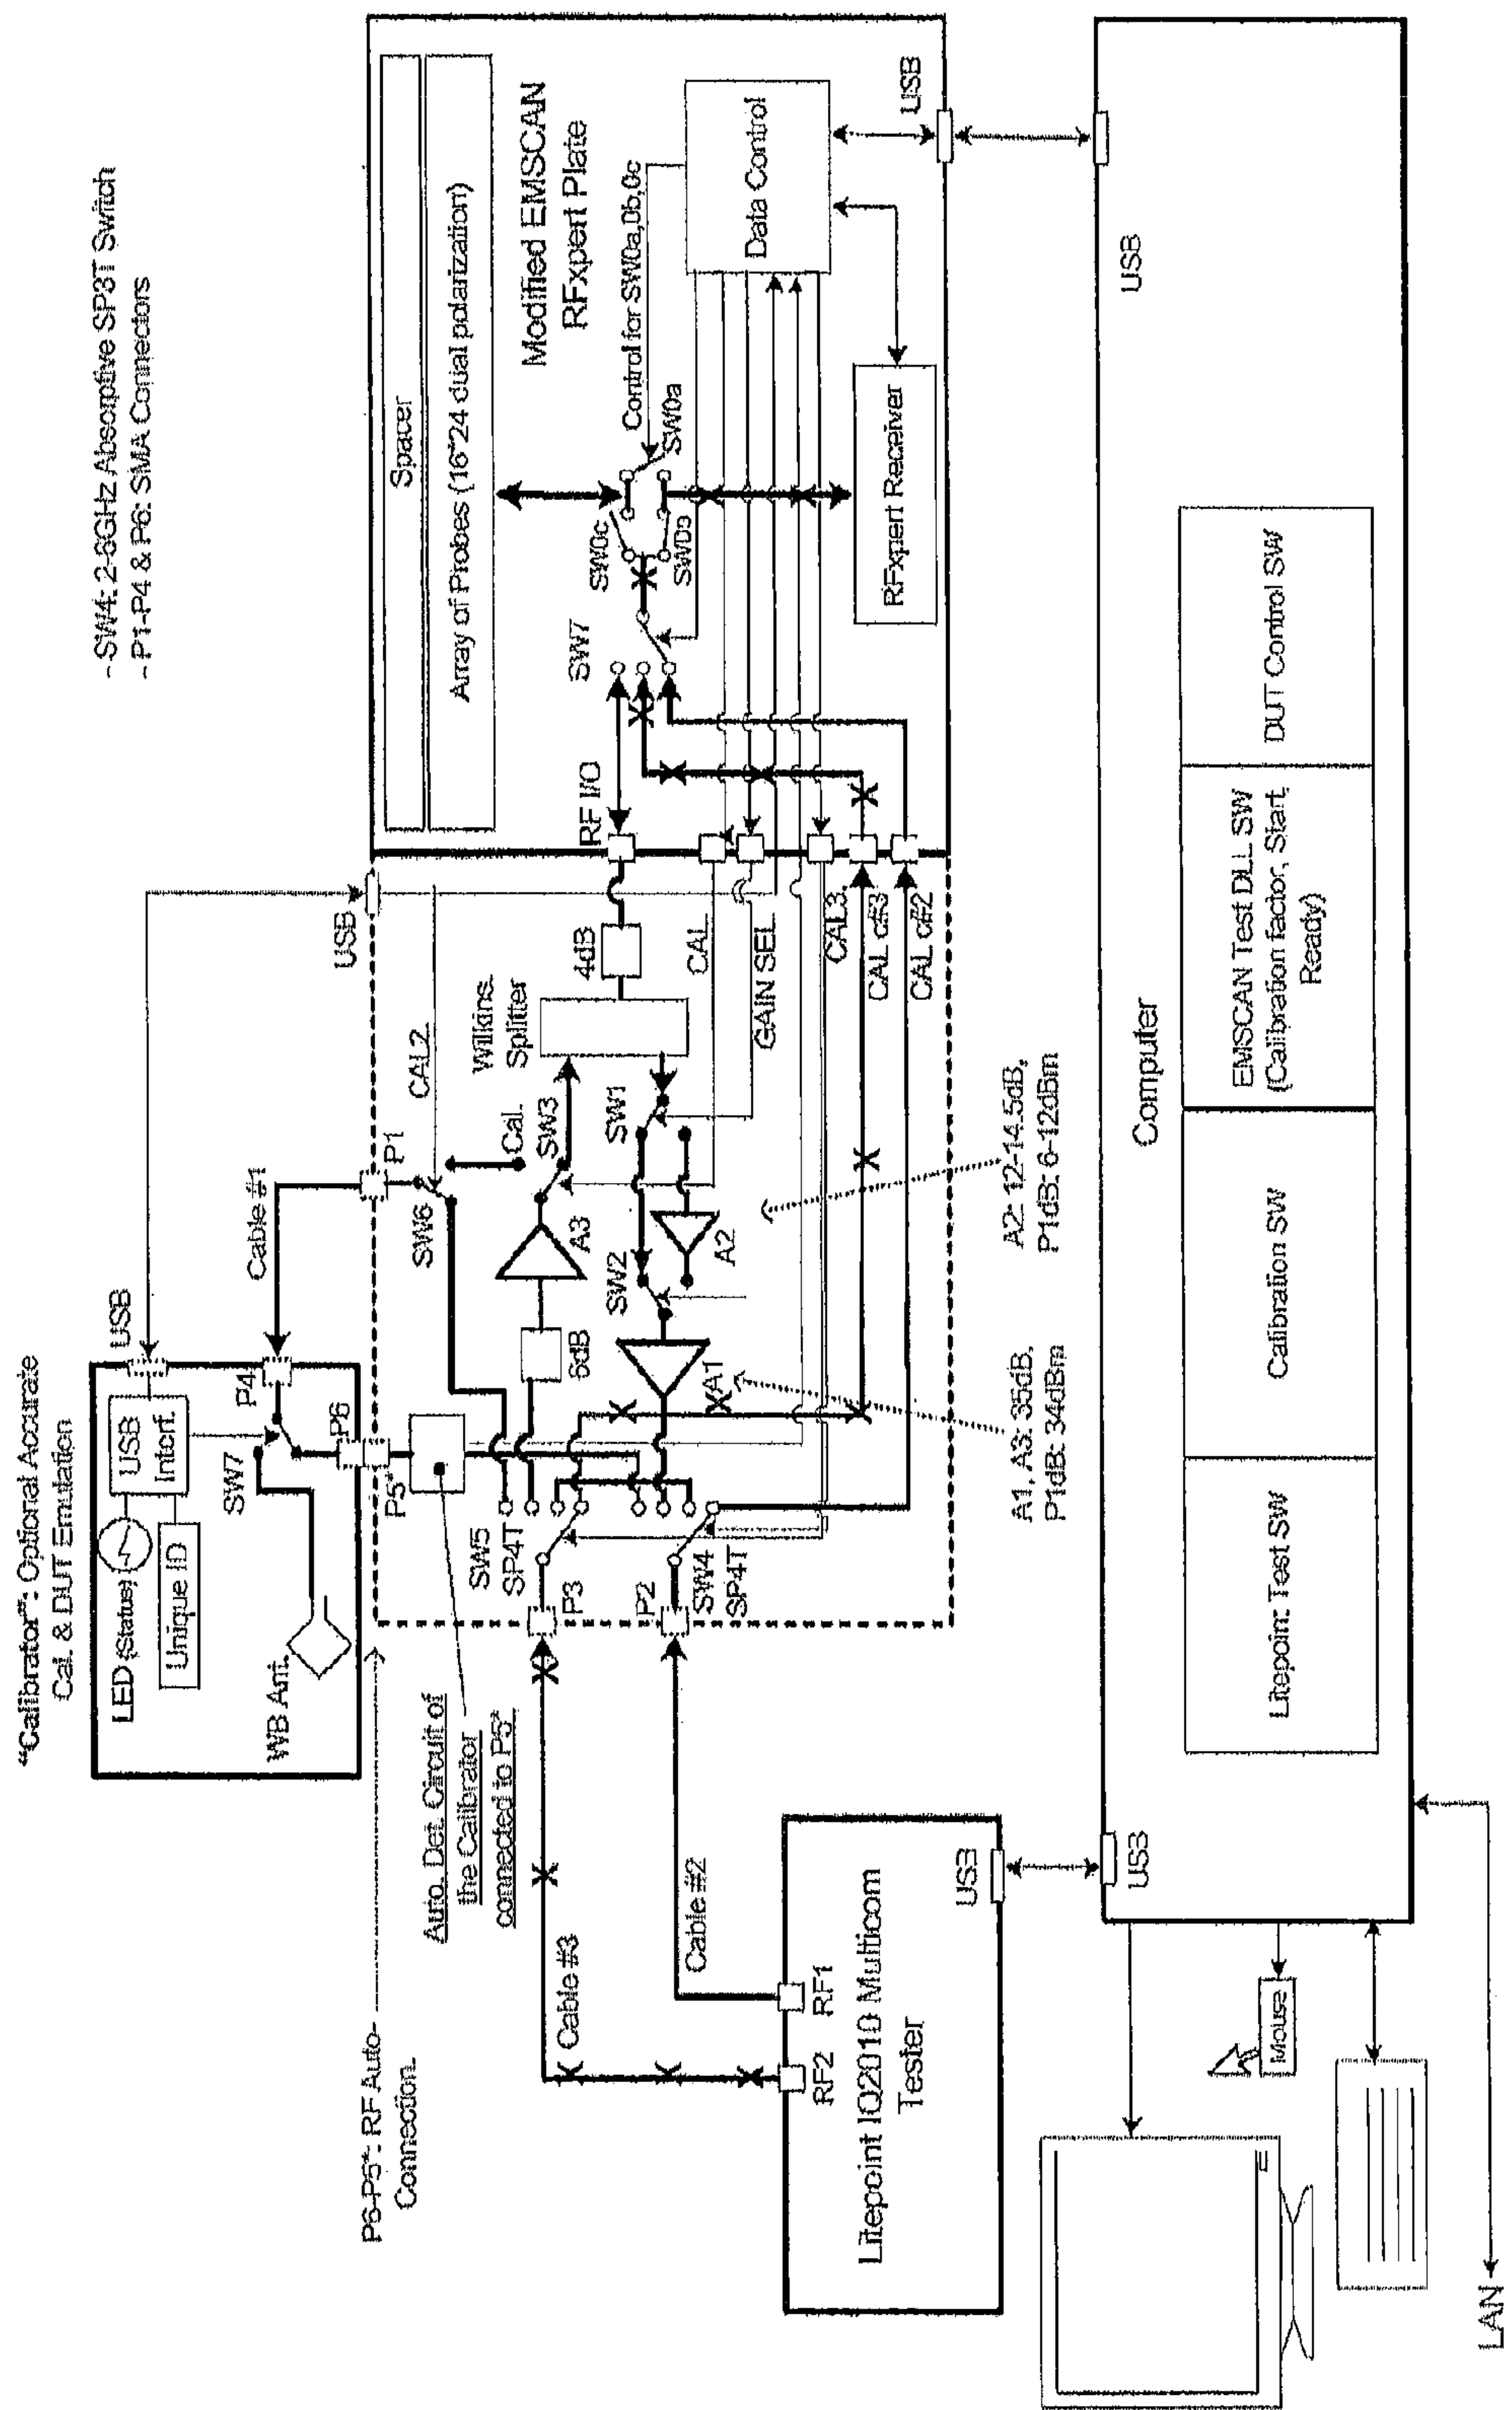 "Calibrator": Optional Accurate
Cal. & DUT Emulation
-SW4: 2-6GHz Absorptive SP3T Switch
-P1-P4 & P6: SMA Connectors
LED (Status)
Unique ID
USB
Interf.
USB
SW7
WB Ant.
P4
P6
Cable #1
P6-P5*: RF Auto-
Connection.
Auto. Det. Circuit of
the Calibrator
connected to P5*
P5*
P1
USB
CAL2
SW6
Cal.
SW3
A3
6dB
Wilkins.
Splitter
4dB
SW5
SP4T
P3
P2
SW4
SP4T
SW1
SW2
A2
A1
CAL
GAIN SEL
CAL3.
CAL c#3
CAL c#2
RF I/O
A1, A3: 35dB,
P1dB: 34dBm
A2: 12-14.5dB,
P1dB: 6-12dBm
Spacer
Array of Probes (16*24 dual polarization)
Modified EMSCAN
RFxpert Plate
Control for SW0a,0b,0c
SW0a
SW0c
SW7
Data Control
RFxpert Receiver
USB
Cable #3
Cable #2
RF2
RF1
Litepoint IQ2010 Multicom
Tester
USB
USB
USB
Computer
Litepoint Test SW
Calibration SW
EMSCAN Test DLL SW
(Calibration factor, Start,
Ready)
DUT Control SW
Mouse
LAN